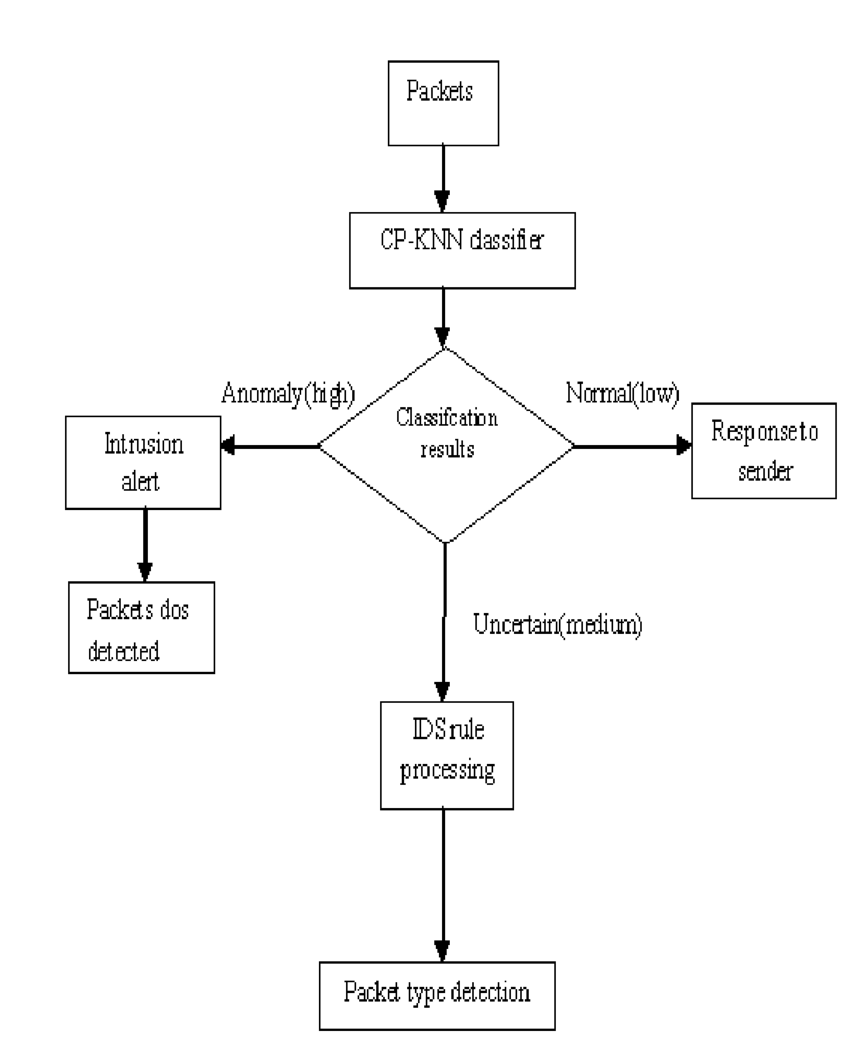 Packets
CP-KNN classifier
Anomaly(high)
Normal(low)
Classifcation
results
Intrusion
alert
Response to
sender
Packets dos
detected
Uncertain(medium)
IDS rule
processing
Packet type detection